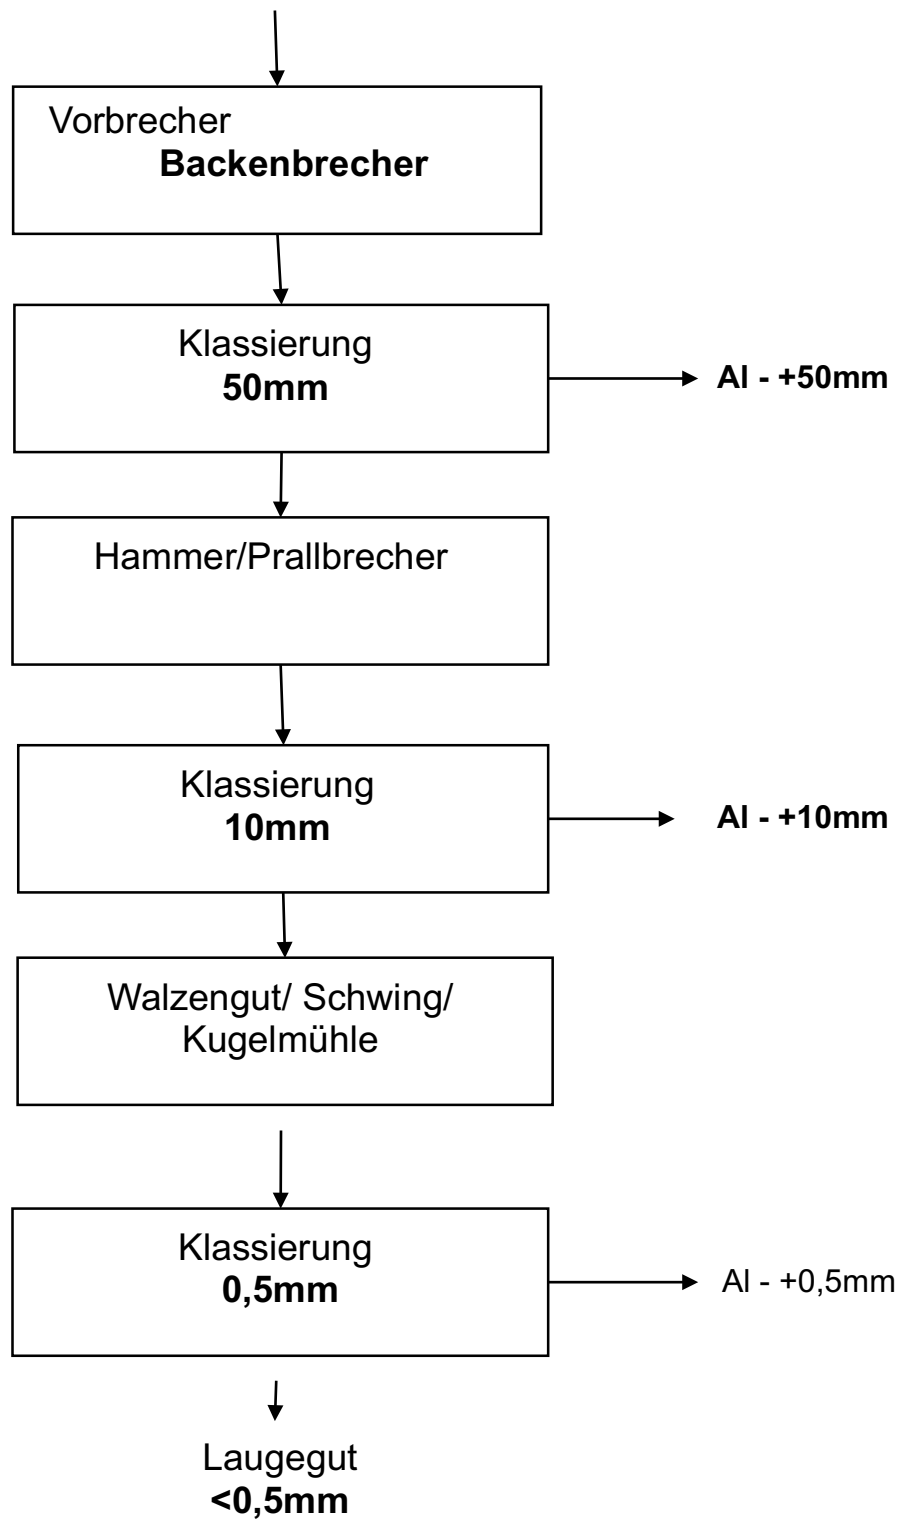 Vorbrecher
Backenbrecher
Klassierung
50mm
Al - +50mm
Hammer/Prallbrecher
Klassierung
10mm
Al - +10mm
Walzengut/ Schwing/
Kugelmühle
Klassierung
0,5mm
Al - +0,5mm
Laugegut
<0,5mm